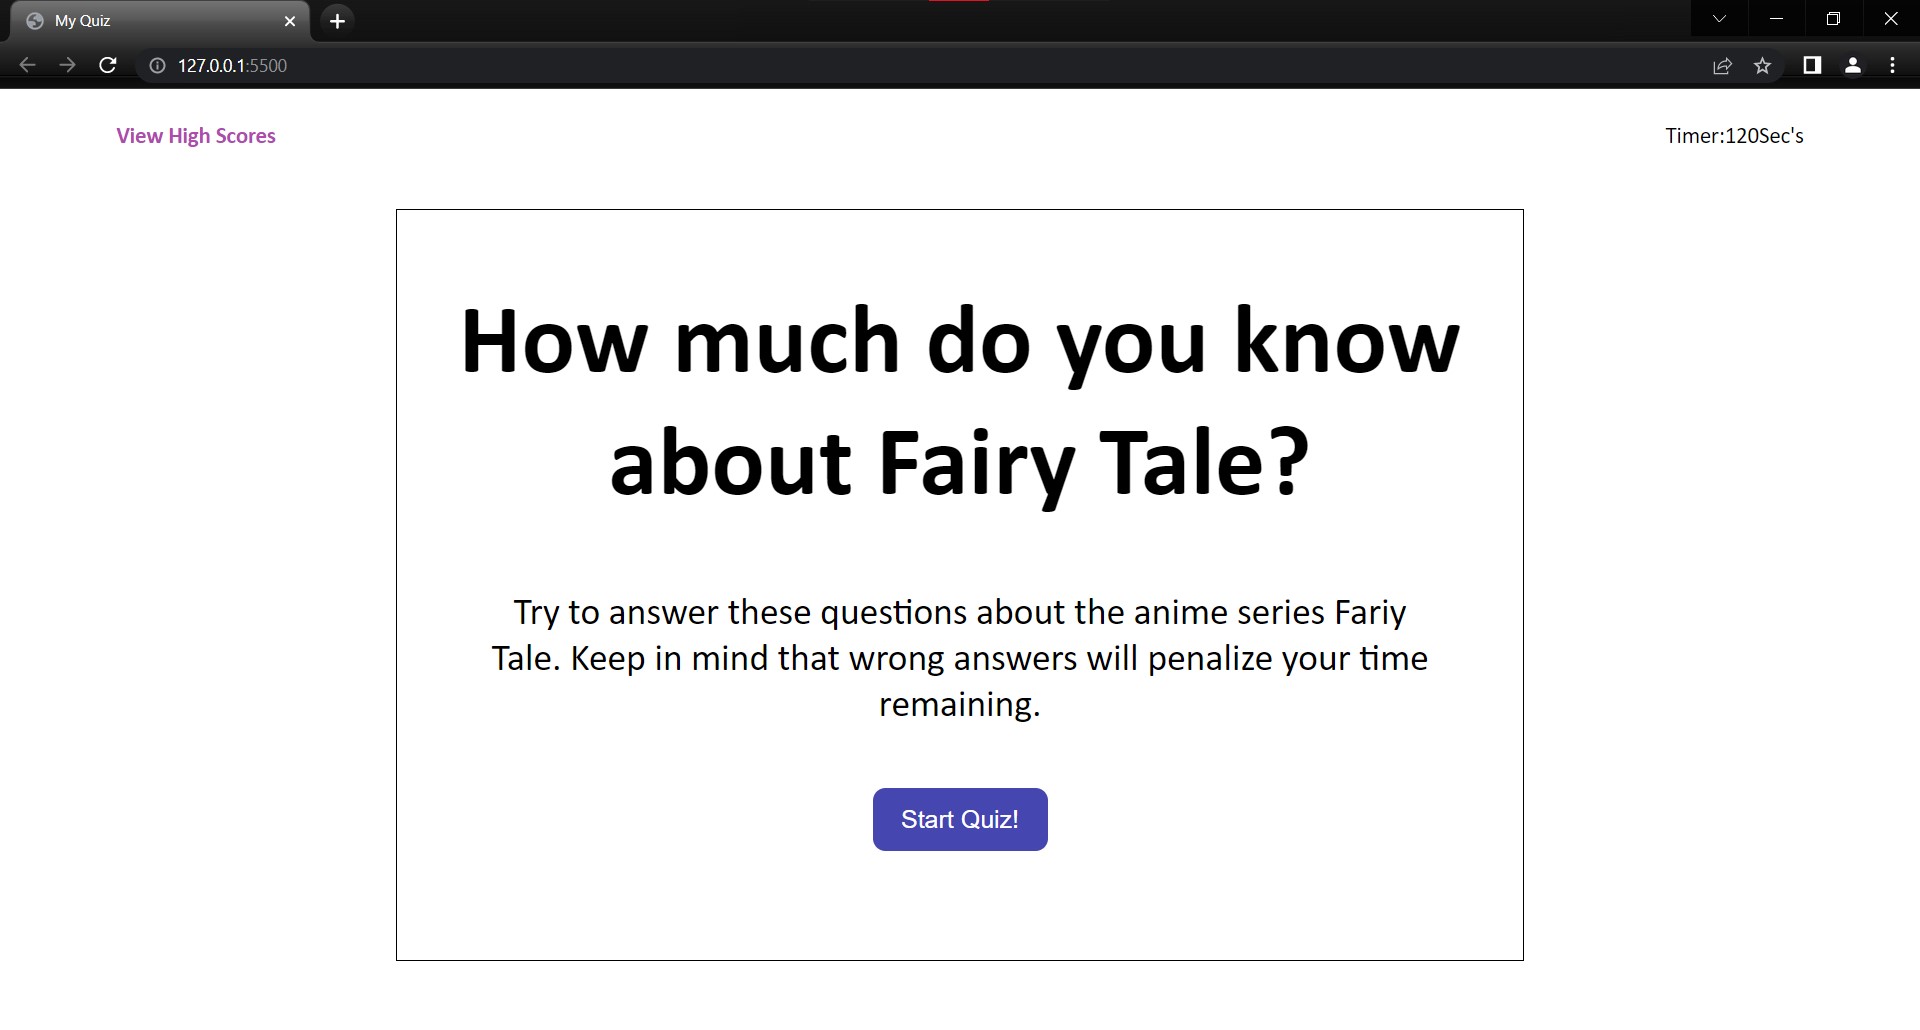 My Quiz
127.0.0.1:5500
View High Scores
Timer:120Sec's
How much do you know
about Fairy Tale?
Try to answer these questions about the anime series Fariy
Tale. Keep in mind that wrong answers will penalize your time
remaining.
Start Quiz!